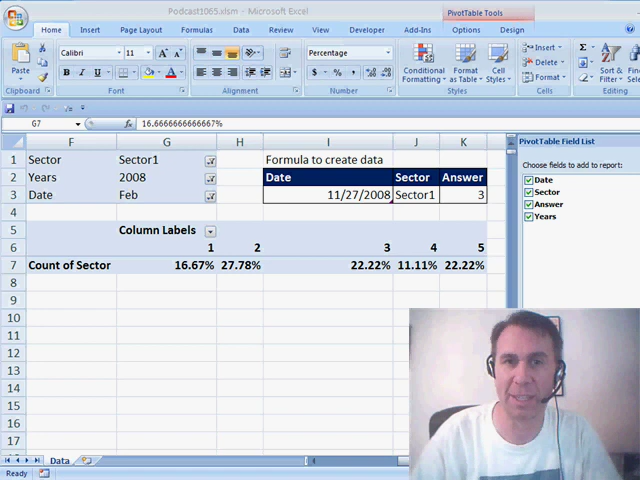 Podcast1065.xlsm - Microsoft Excel
PivotTable Tools
Home Insert Page Layout Formulas Data Review View Developer Add-Ins Options Design
Paste
Calibri 11
B I U
Percentage
$ % ,
Conditional Formatting
Format as Table
Cell Styles
Insert
Delete
Format
Σ
Sort & Filter
Find Select
Clipboard Font Alignment Number Styles Cells Editing
G7 fx 16.6666666666667%
F G H I J K
1 Sector Sector1 Formula to create data
2 Years 2008 Date Sector Answer
3 Date Feb 11/27/2008 Sector1 3
4
5 Column Labels
6 1 2 3 4 5
7 Count of Sector 16.67% 27.78% 22.22% 11.11% 22.22%
8
9
10
11
12
13
14
15
16
17
PivotTable Field List
Choose fields to add to report:
Date
Sector
Answer
Years
Data
Ready